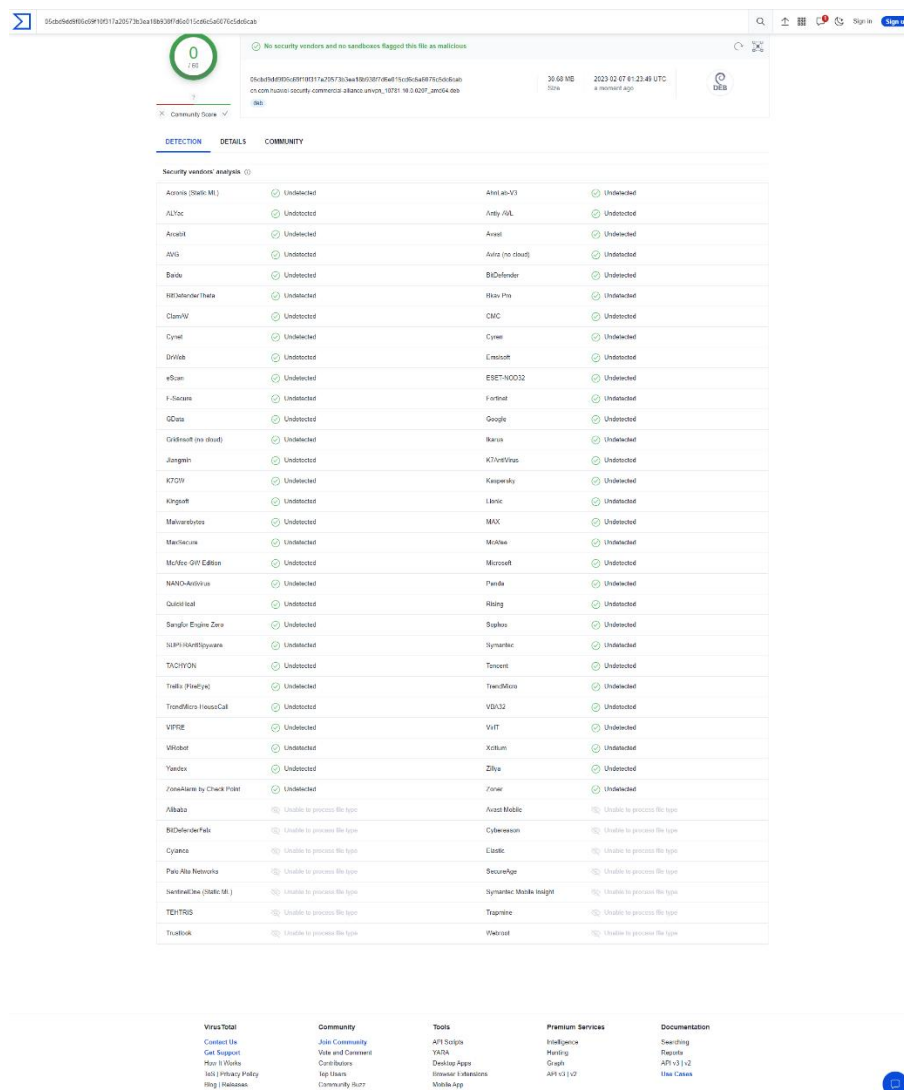 Sign in
Sign u
0
/ 60
No security vendors and no sandboxes flagged this file as malicious
30.60 MB
Size
2023-02-07 01:23:49 UTC
a moment ago
DEB
deb
?
Community Score
DETECTION DETAILS COMMUNITY
Security vendors' analysis
Acronis (Static ML) Undetected AhnLab-V3 Undetected
ALYac Undetected Antiy-AVL Undetected
Arcabit Undetected Avast Undetected
AVG Undetected Avira (no cloud) Undetected
Baidu Undetected BitDefender Undetected
BitDefenderTheta Undetected Bkav Pro Undetected
ClamAV Undetected CMC Undetected
Cynet Undetected Cyren Undetected
DrWeb Undetected Emsisoft Undetected
eScan Undetected ESET-NOD32 Undetected
F-Secure Undetected Fortinet Undetected
GData Undetected Google Undetected
Gridinsoft (no cloud) Undetected Ikarus Undetected
Jiangmin Undetected K7AntiVirus Undetected
K7GW Undetected Kaspersky Undetected
Kingsoft Undetected Lionic Undetected
Malwarebytes Undetected MAX Undetected
MaxSecure Undetected McAfee Undetected
McAfee-GW-Edition Undetected Microsoft Undetected
NANO-Antivirus Undetected Panda Undetected
QuickHeal Undetected Rising Undetected
Sangfor Engine Zero Undetected Sophos Undetected
SUPERAntiSpyware Undetected Symantec Undetected
TACHYON Undetected Tencent Undetected
Trellix (FireEye) Undetected TrendMicro Undetected
TrendMicro-HouseCall Undetected VBA32 Undetected
VIPRE Undetected VirIT Undetected
ViRobot Undetected Xcitium Undetected
Yandex Undetected Zillya Undetected
ZoneAlarm by Check Point Undetected Zoner Undetected
Alibaba Unable to process file type Avast-Mobile Unable to process file type
BitDefenderFalx Unable to process file type Cybereason Unable to process file type
Cylance Unable to process file type Elastic Unable to process file type
Palo Alto Networks Unable to process file type SecureAge Unable to process file type
SentinelOne (Static ML) Unable to process file type Symantec Mobile Insight Unable to process file type
TEHTRIS Unable to process file type Trapmine Unable to process file type
Trustlook Unable to process file type Webroot Unable to process file type
VirusTotal Community Tools Premium Services Documentation
Contact Us Join Community API Scripts Intelligence Searching
Get Support Vote and Comment YARA Hunting Reports
How It Works Contributors Desktop Apps Graph API v3 | v2
ToS | Privacy Policy Top Users Browser Extensions API v3 | v2 Use Cases
Blog | Releases Community Buzz Mobile App